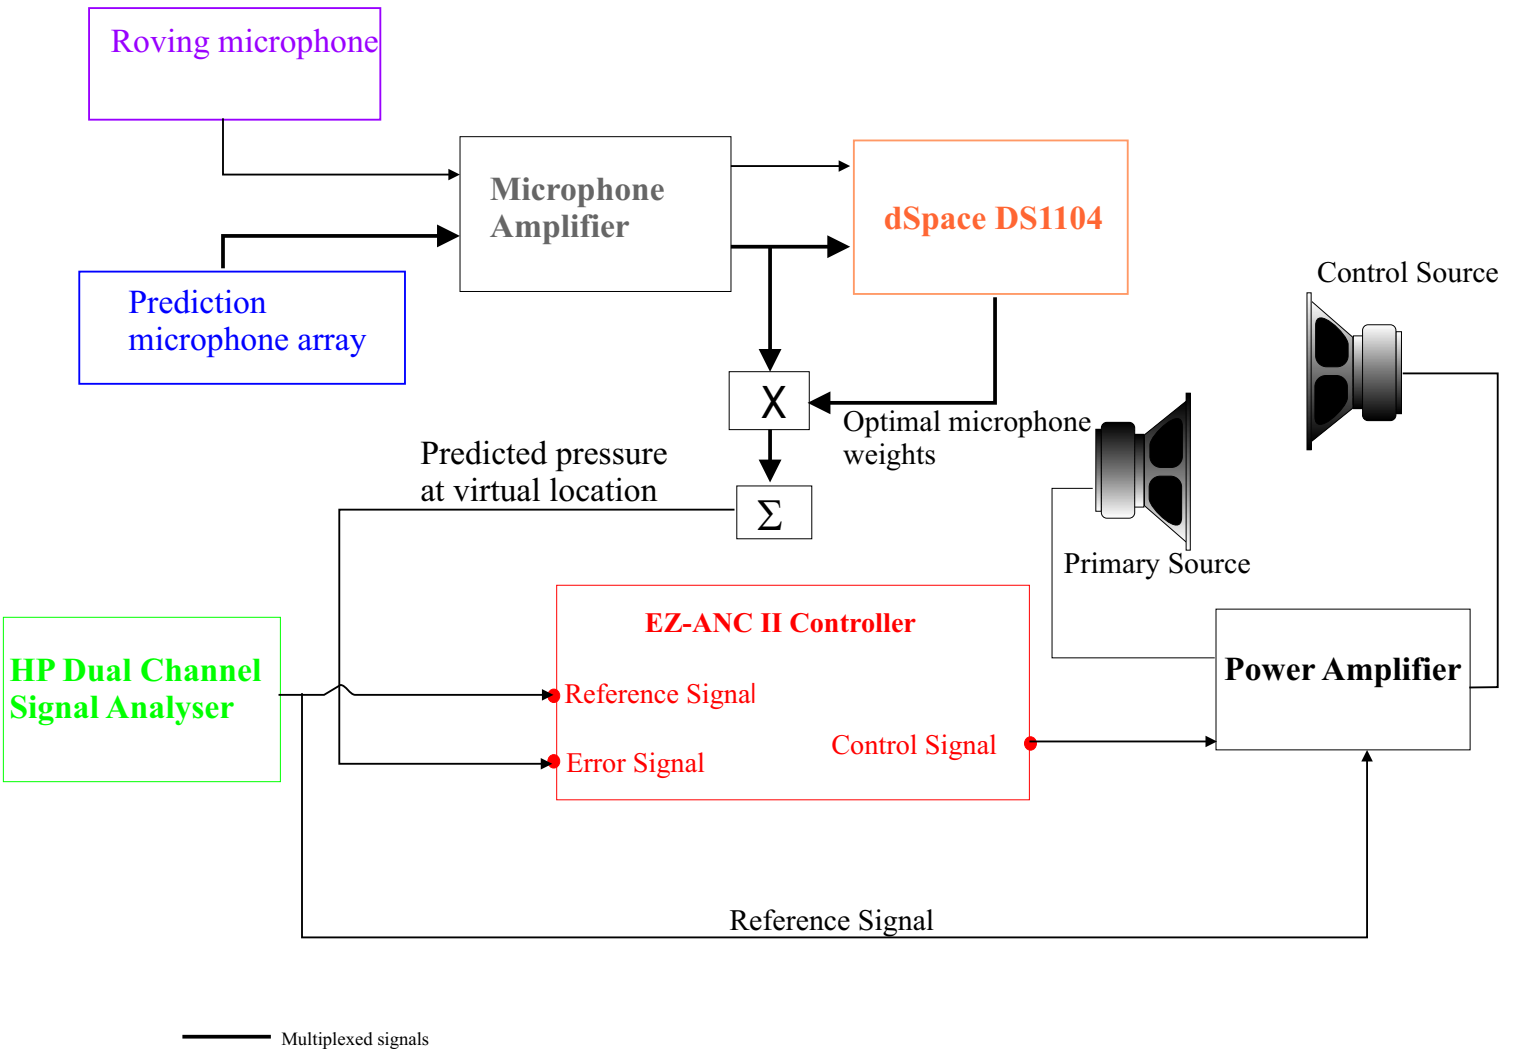 Roving microphone
Microphone
Amplifier
dSpace DS1104
Prediction
microphone array
Control Source
X
Optimal microphone
weights
Predicted pressure
at virtual location
Σ
Primary Source
EZ-ANC II Controller
HP Dual Channel
Signal Analyser
Power Amplifier
Reference Signal
Control Signal
Error Signal
Reference Signal
Multiplexed signals